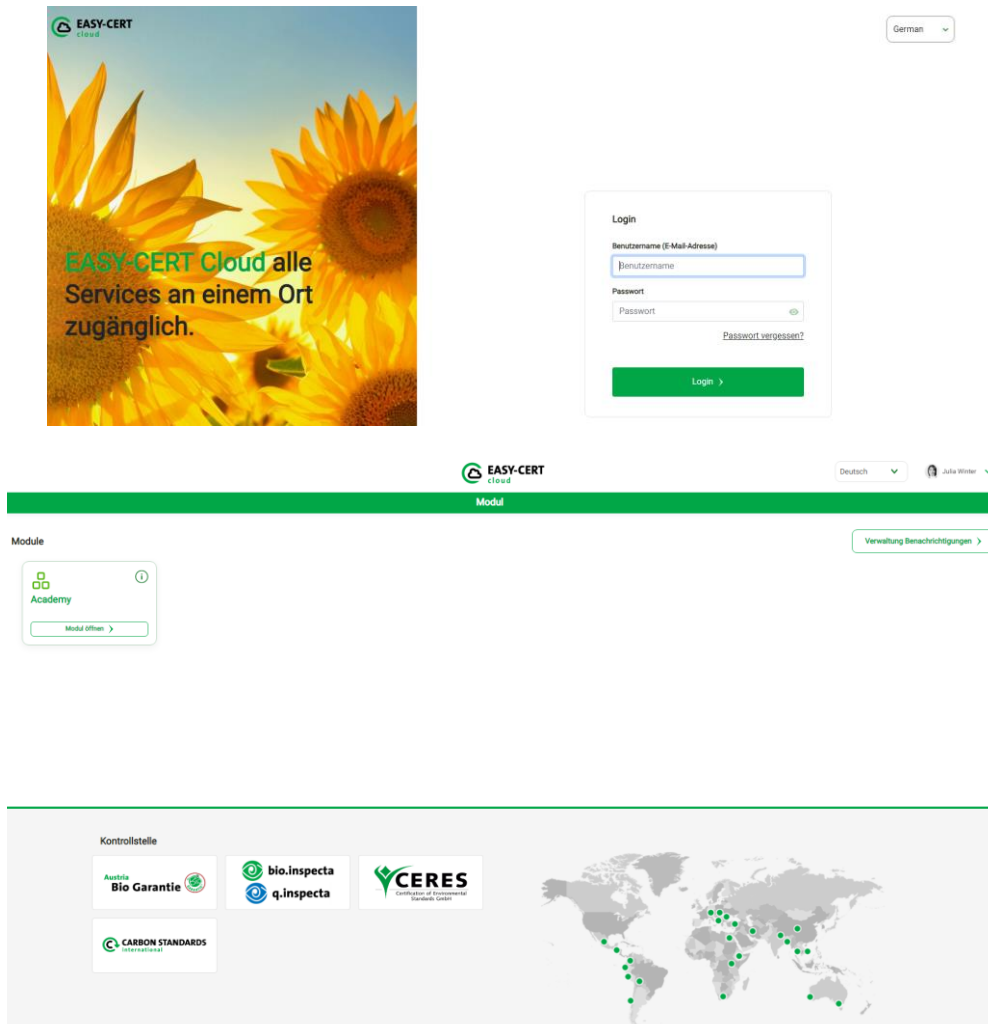 EASY-CERT
cloud
German
EASY-CERT Cloud alle
Services an einem Ort
zugänglich.
Login
Benutzername (E-Mail-Adresse)
Benutzername
Passwort
Passwort
Passwort vergessen?
Login
EASY-CERT
cloud
Deutsch
Julia Winter
Modul
Module
Verwaltung Benachrichtigungen
Academy
Modul öffnen
Kontrollstelle
Austria
Bio Garantie
bio.inspecta
q.inspecta
CERES
Certification of Environmental
Standards GmbH
CARBON STANDARDS
international